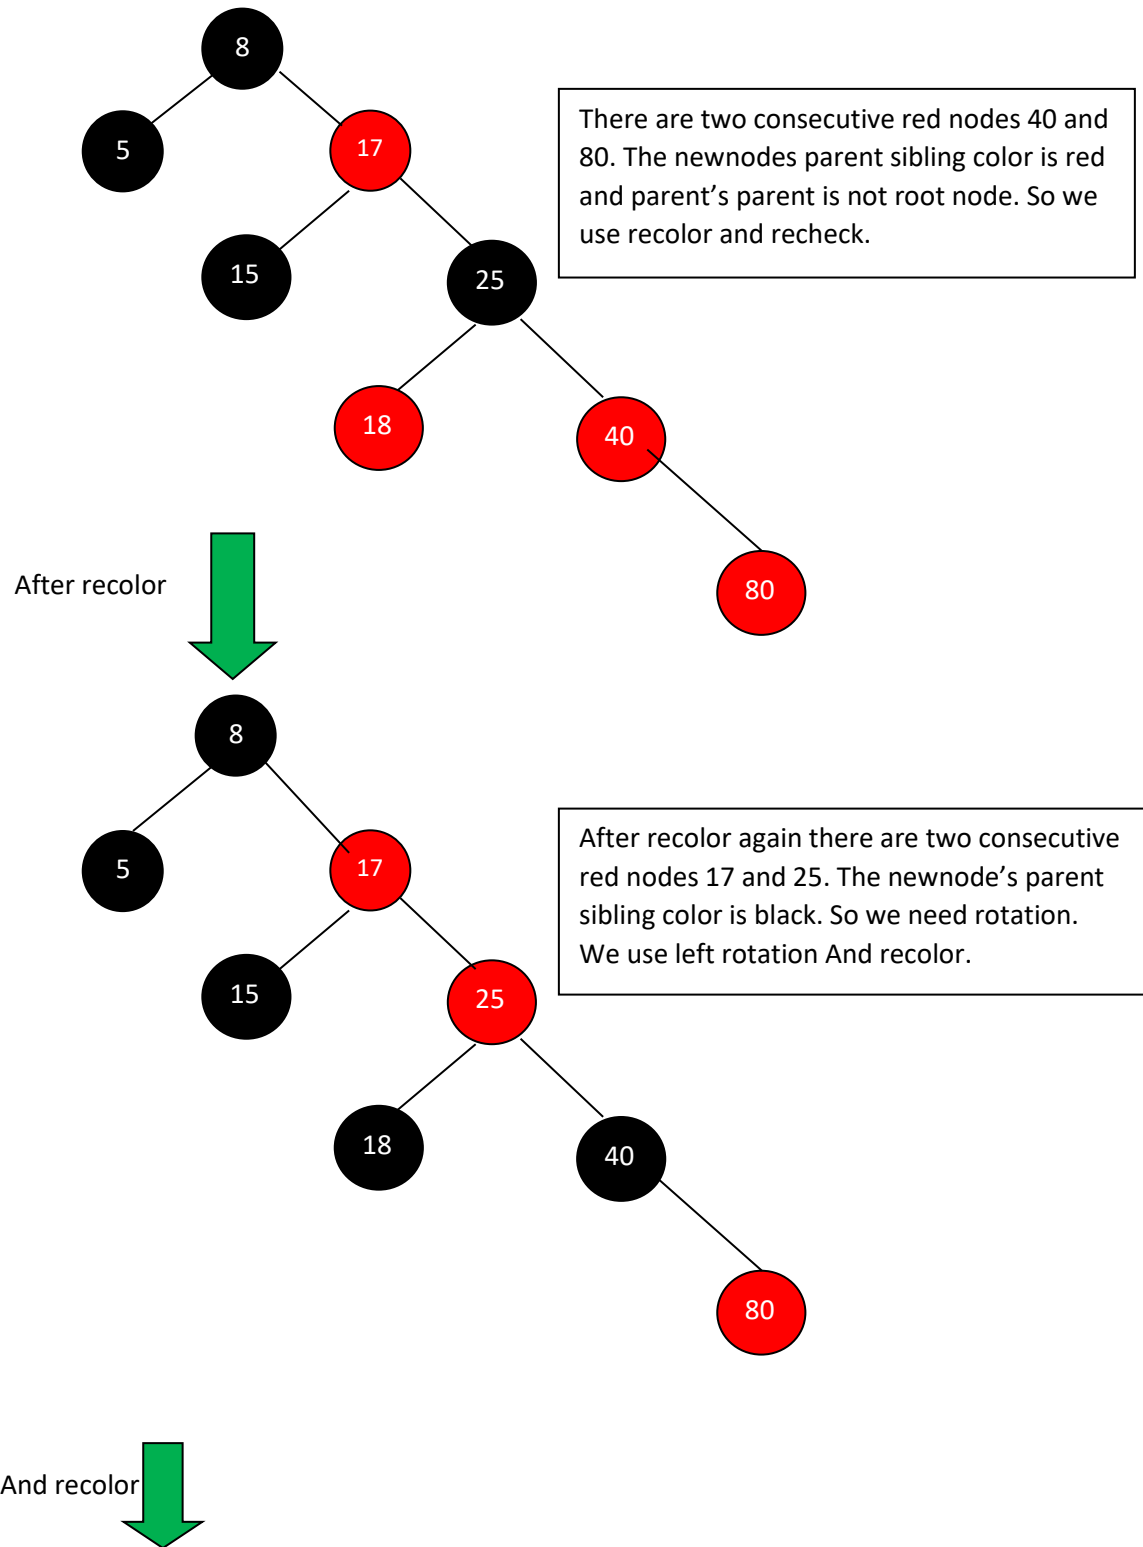 8
5
17
There are two consecutive red nodes 40 and
80. The newnodes parent sibling color is red
and parent’s parent is not root node. So we
use recolor and recheck.
15
25
18
40
After recolor
80
8
After recolor again there are two consecutive
red nodes 17 and 25. The newnode’s parent
sibling color is black. So we need rotation.
We use left rotation And recolor.
5
17
15
25
18
40
80
And recolor